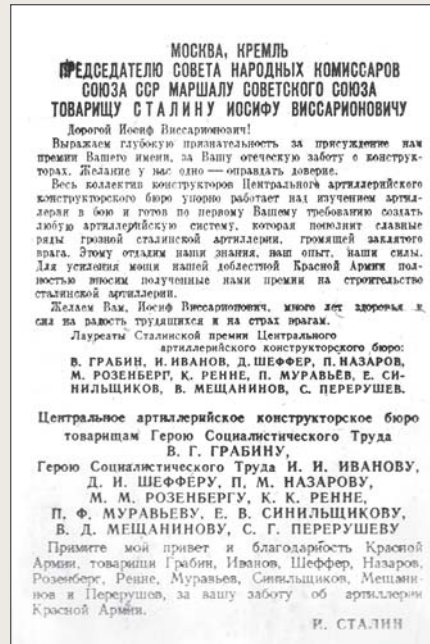 МОСКВА, КРЕМЛЬ
ПРЕДСЕДАТЕЛЮ СОВЕТА НАРОДНЫХ КОМИССАРОВ
СОЮЗА ССР МАРШАЛУ СОВЕТСКОГО СОЮЗА
ТОВАРИЩУ СТАЛИНУ ИОСИФУ ВИССАРИОНОВИЧУ
Дорогой Иосиф Виссарионович!
Выражаем глубокую признательность за присуждение нам
премии Вашего имени, за Вашу отеческую заботу о конструк-
торах. Желание у нас одно — оправдать доверие.
Весь коллектив конструкторов Центрального артиллерийского
конструкторского бюро упорно работает над изучением артил-
лерии в бою и готов по первому Вашему требованию создать
любую артиллерийскую систему, которая пополнит славные
ряды грозной сталинской артиллерии, громящей заклятого
врага. Этому отдадим наши знания, наш опыт, наши силы.
Для усиления мощи нашей доблестной Красной Армии пол-
ностью вносим полученные нами премии на строительство
сталинской артиллерии.
Желаем Вам, Иосиф Виссарионович, много лет здоровья и
сил на радость трудящихся и на страх врагам.
Лауреаты Сталинской премии Центрального
артиллерийского конструкторского бюро:
В. ГРАБИН, И. ИВАНОВ, Д. ШЕФФЕР, П. НАЗАРОВ,
М. РОЗЕНБЕРГ, К. РЕННЕ, П. МУРАВЬЕВ, Е. СИ-
НИЛЬЩИКОВ, В. МЕЩАНИНОВ, С. ПЕРЕРУШЕВ.
Центральное артиллерийское конструкторское бюро
товарищам Герою Социалистического Труда
В. Г. ГРАБИНУ,
Герою Социалистического Труда И. И. ИВАНОВУ,
Д. И. ШЕФФЕРУ, П. М. НАЗАРОВУ,
М. М. РОЗЕНБЕРГУ, К. К. РЕННЕ,
П. Ф. МУРАВЬЕВУ, Е. В. СИНИЛЬЩИКОВУ,
В. Д. МЕЩАНИНОВУ, С. Г. ПЕРЕРУШЕВУ
Примите мой привет и благодарность Красной
Армии, товарищи Грабин, Иванов, Шеффер, Назаров,
Розенберг, Ренне, Муравьев, Синильщиков, Мещани-
нов и Перерушев, за вашу заботу об артиллерии
Красной Армии.
И. СТАЛИН